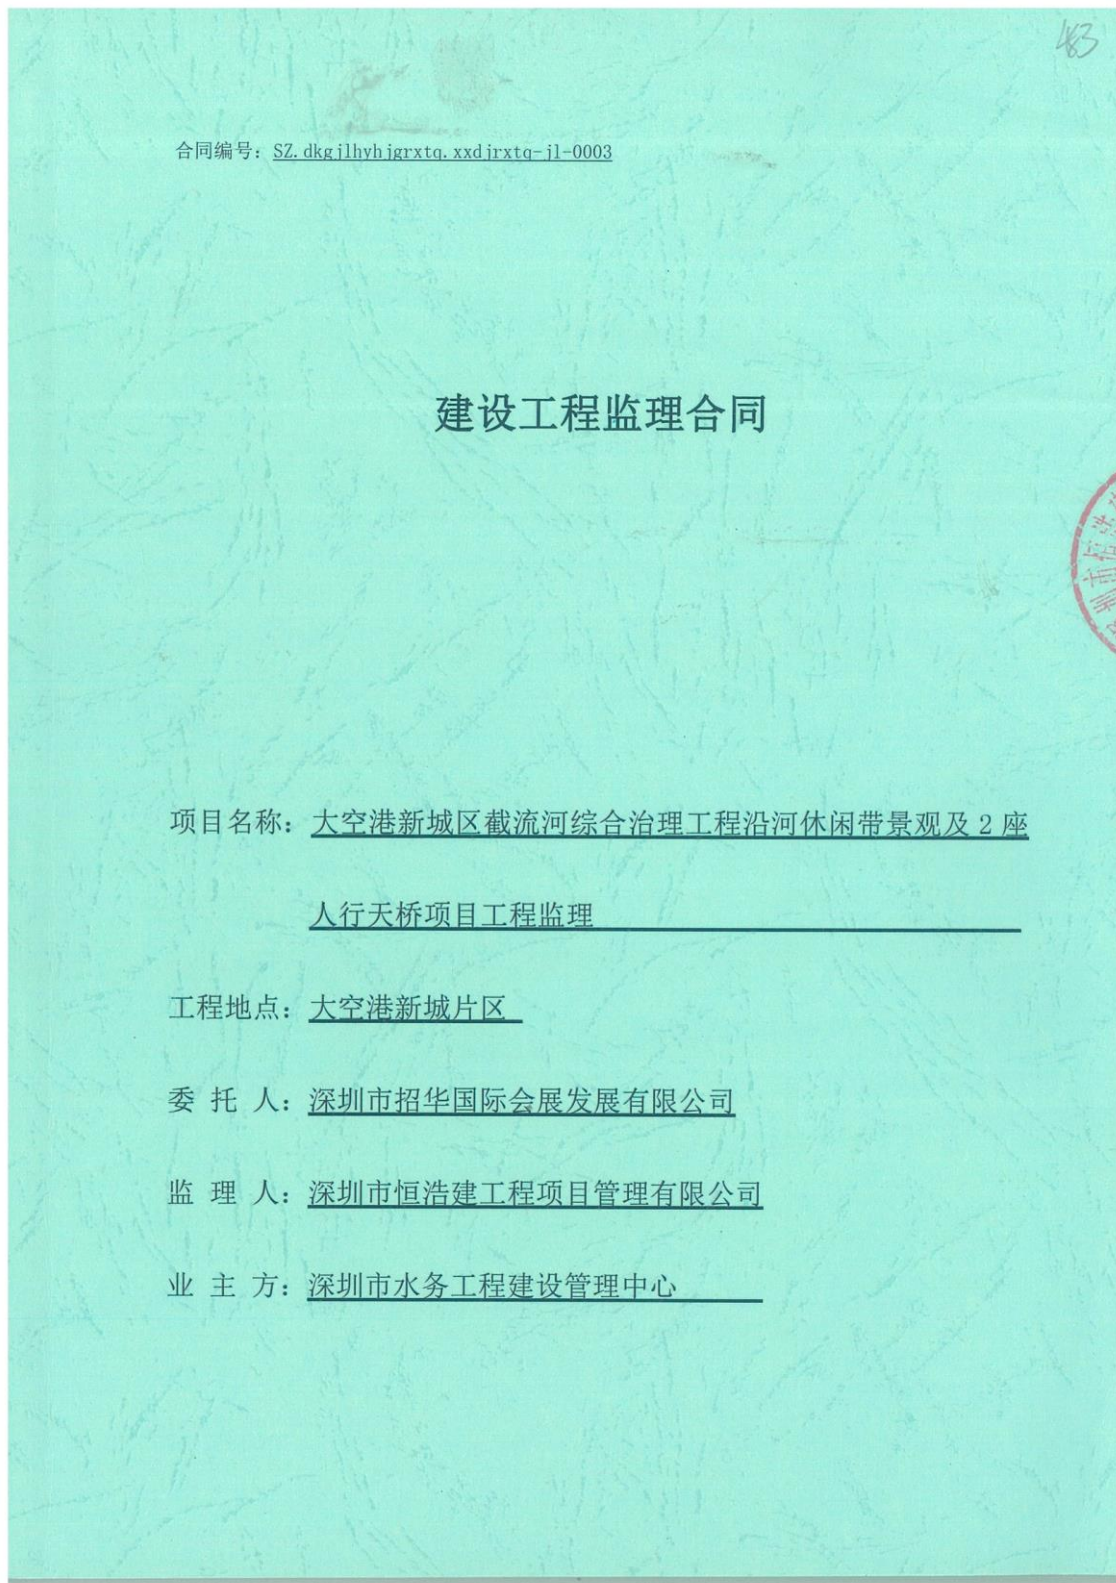 483
合同编号：SZ.dkgjlhyhjgrxtq.xxdjrxtq-jl-0003
建设工程监理合同
市恒浩
项目名称：大空港新城区截流河综合治理工程沿河休闲带景观及2座
人行天桥项目工程监理
工程地点：大空港新城片区
委 托 人：深圳市招华国际会展发展有限公司
监 理 人：深圳市恒浩建工程项目管理有限公司
业 主 方：深圳市水务工程建设管理中心